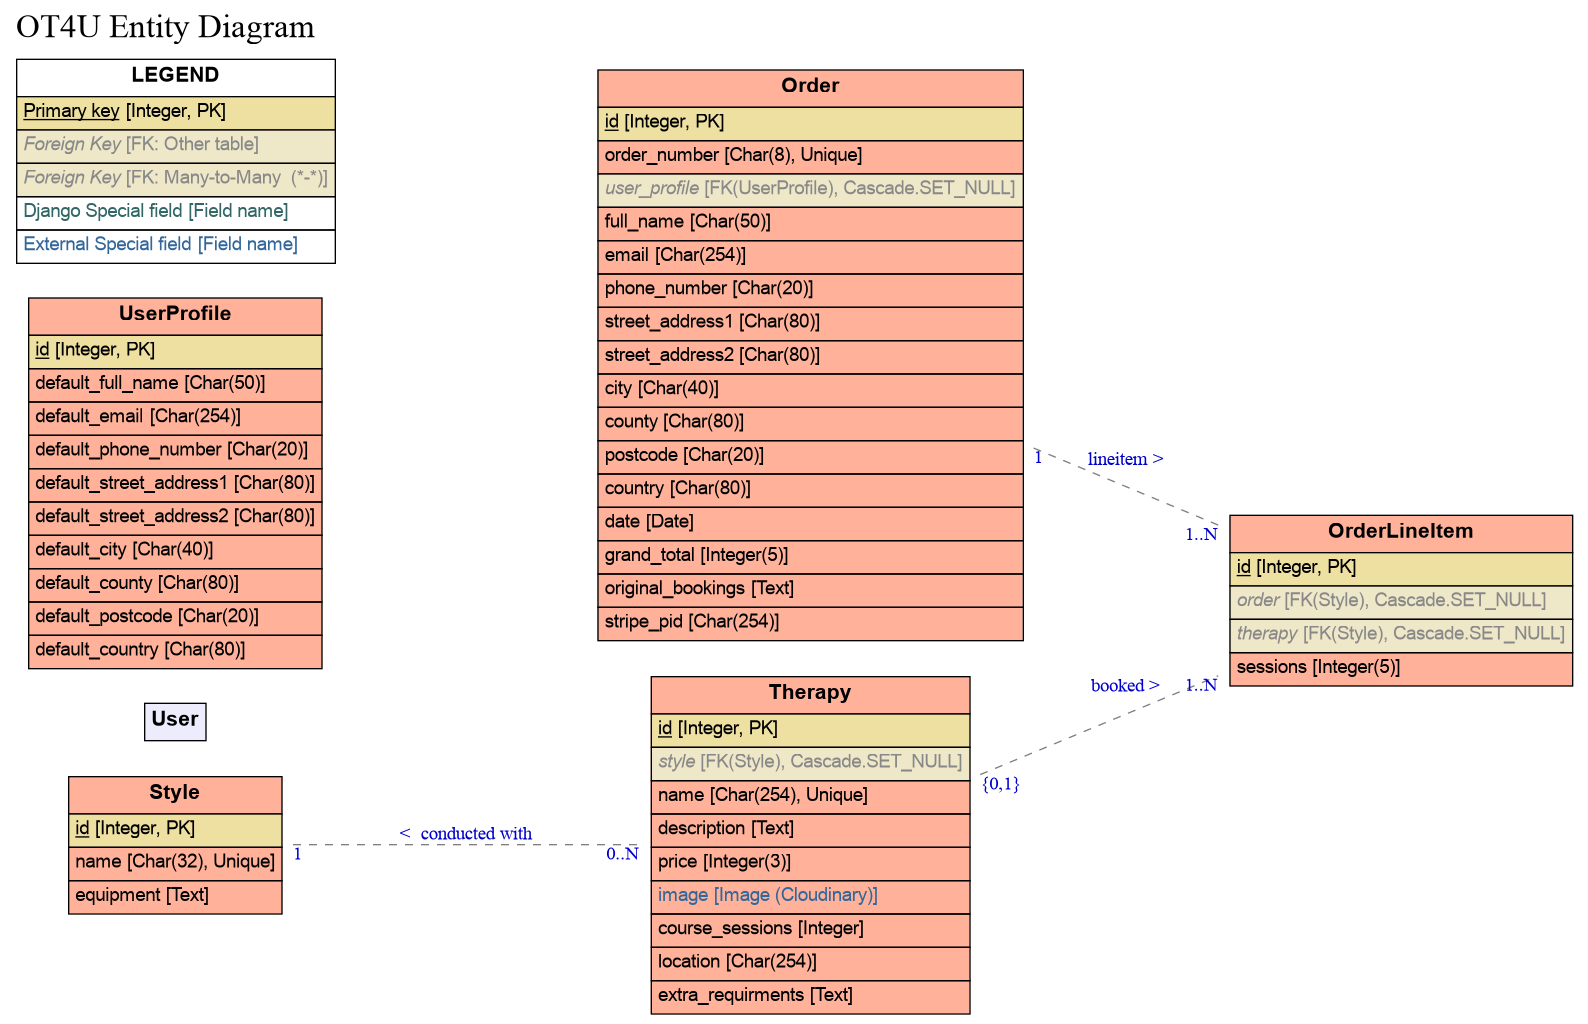 OT4U Entity Diagram
LEGEND
Primary key [Integer, PK]
Foreign Key [FK: Other table]
Foreign Key [FK: Many-to-Many (*-*)]
Django Special field [Field name]
External Special field [Field name]
UserProfile
id [Integer, PK]
default_full_name [Char(50)]
default_email [Char(254)]
default_phone_number [Char(20)]
default_street_address1 [Char(80)]
default_street_address2 [Char(80)]
default_city [Char(40)]
default_county [Char(80)]
default_postcode [Char(20)]
default_country [Char(80)]
User
Style
id [Integer, PK]
name [Char(32), Unique]
equipment [Text]
1
< conducted with
0..N
Order
id [Integer, PK]
order_number [Char(8), Unique]
user_profile [FK(UserProfile), Cascade.SET_NULL]
full_name [Char(50)]
email [Char(254)]
phone_number [Char(20)]
street_address1 [Char(80)]
street_address2 [Char(80)]
city [Char(40)]
county [Char(80)]
postcode [Char(20)]
country [Char(80)]
date [Date]
grand_total [Integer(5)]
original_bookings [Text]
stripe_pid [Char(254)]
Therapy
id [Integer, PK]
style [FK(Style), Cascade.SET_NULL]
name [Char(254), Unique]
description [Text]
price [Integer(3)]
image [Image (Cloudinary)]
course_sessions [Integer]
location [Char(254)]
extra_requirments [Text]
1
lineitem >
1..N
booked >
1..N
{0,1}
OrderLineItem
id [Integer, PK]
order [FK(Style), Cascade.SET_NULL]
therapy [FK(Style), Cascade.SET_NULL]
sessions [Integer(5)]